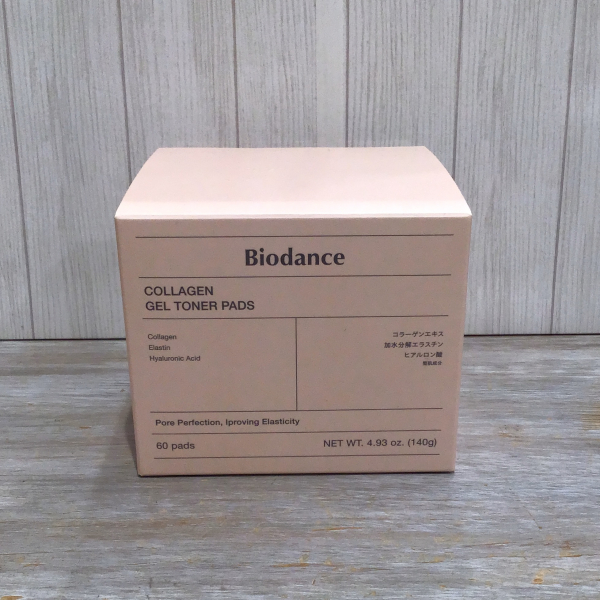 Biodance
COLLAGEN
GEL TONER PADS
Collagen
Elastin
Hyaluronic Acid
コラーゲンエキス
加水分解エラスチン
ヒアルロン酸
Pore Perfection, Iproving Elasticity
60 pads
NET WT. 4.93 oz. (140g)